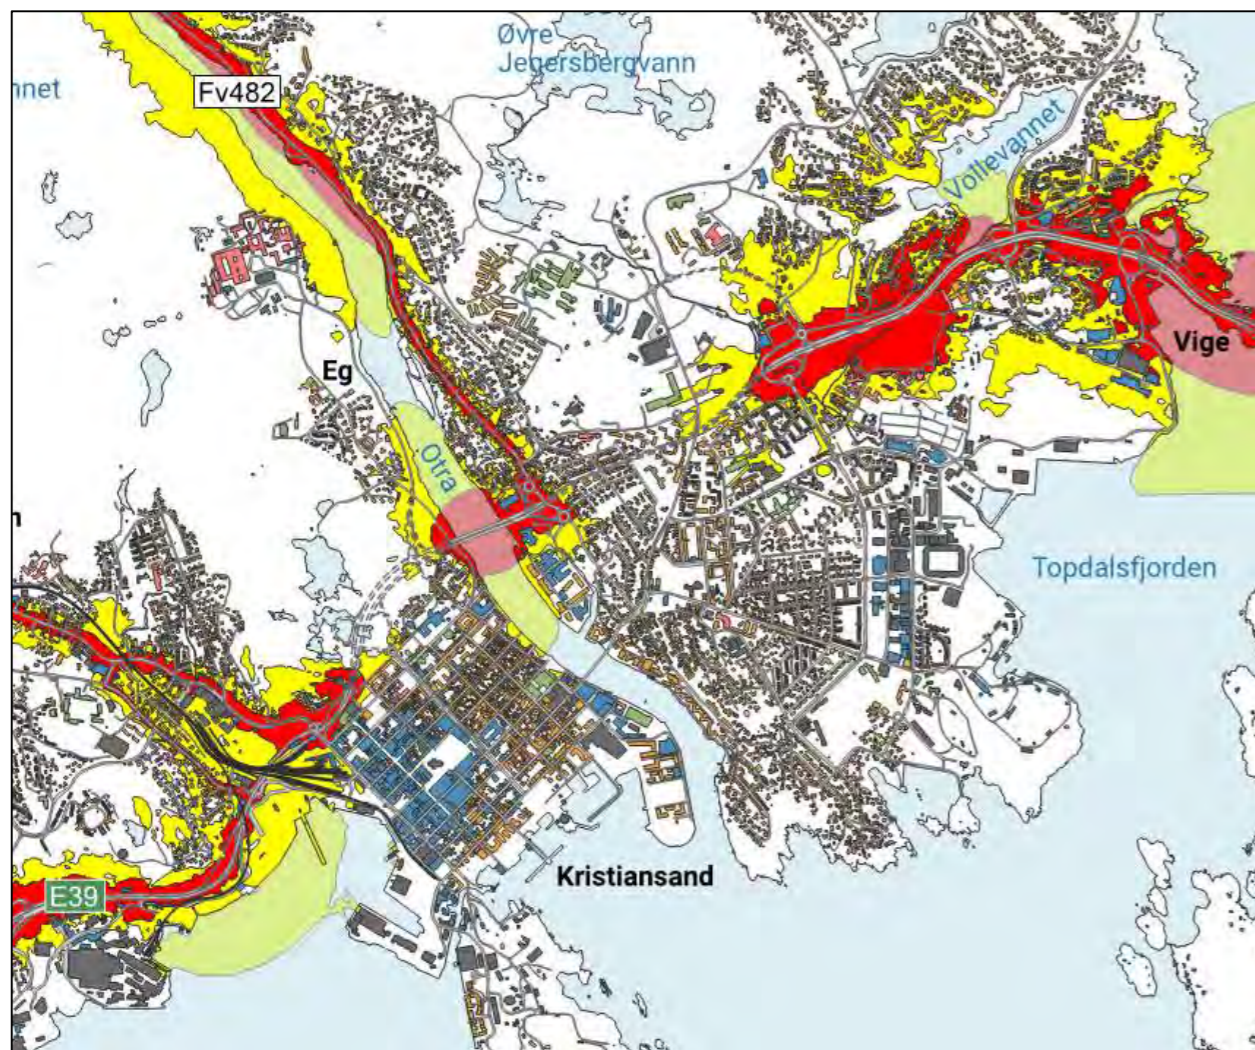 Øvre
Jegersbergvann
nnet
Fv482
Vollevannet
Vige
Eg
Otra
n
Topdalsfjorden
Kristiansand
E39